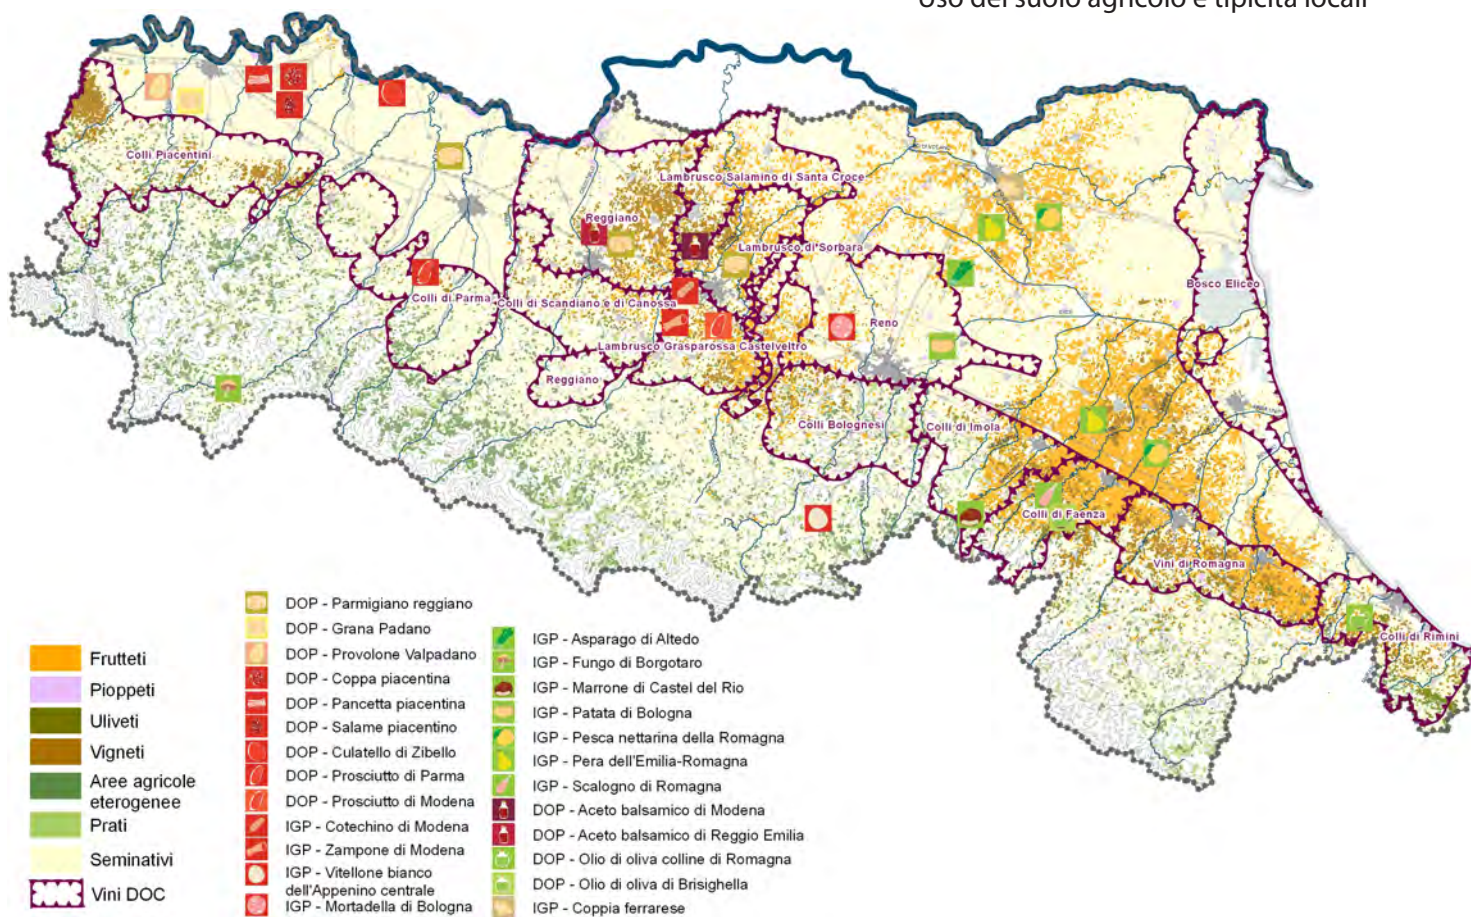 Uso del suolo agricolo e tipicità locali
Colli Piacentini
Lambrusco Salamino di Santa Croce
Reggiano
Lambrusco di Sorbara
Bosco Eliceo
Colli di Parma
Colli di Scandiano e di Canossa
Reno
Lambrusco Grasparossa Castelveltro
Reggiano
Colli Bolognesi
Colli di Imola
Colli di Faenza
Vini di Romagna
Colli di Rimini
Frutteti
Pioppeti
Uliveti
Vigneti
Aree agricole
eterogenee
Prati
Seminativi
Vini DOC
DOP - Parmigiano reggiano
DOP - Grana Padano
DOP - Provolone Valpadano
DOP - Coppa piacentina
DOP - Pancetta piacentina
DOP - Salame piacentino
DOP - Culatello di Zibello
DOP - Prosciutto di Parma
DOP - Prosciutto di Modena
IGP - Cotechino di Modena
IGP - Zampone di Modena
IGP - Vitellone bianco
dell'Appenino centrale
IGP - Mortadella di Bologna
IGP - Asparago di Altedo
IGP - Fungo di Borgotaro
IGP - Marrone di Castel del Rio
IGP - Patata di Bologna
IGP - Pesca nettarina della Romagna
IGP - Pera dell'Emilia-Romagna
IGP - Scalogno di Romagna
DOP - Aceto balsamico di Modena
DOP - Aceto balsamico di Reggio Emilia
DOP - Olio di oliva colline di Romagna
DOP - Olio di oliva di Brisighella
IGP - Coppia ferrarese